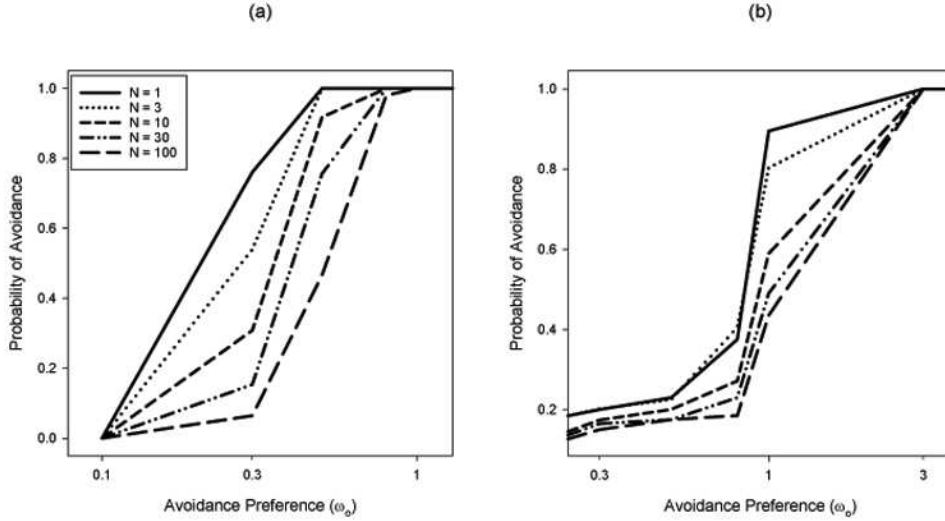 (a)
(b)
N = 1
N = 3
N = 10
N = 30
N = 100
1.0
0.8
0.6
0.4
0.2
0.0
Probability of Avoidance
0.1
0.3
1
Avoidance Preference (ω₀)
1.0
0.8
0.6
0.4
0.2
Probability of Avoidance
0.3
1
3
Avoidance Preference (ω₀)